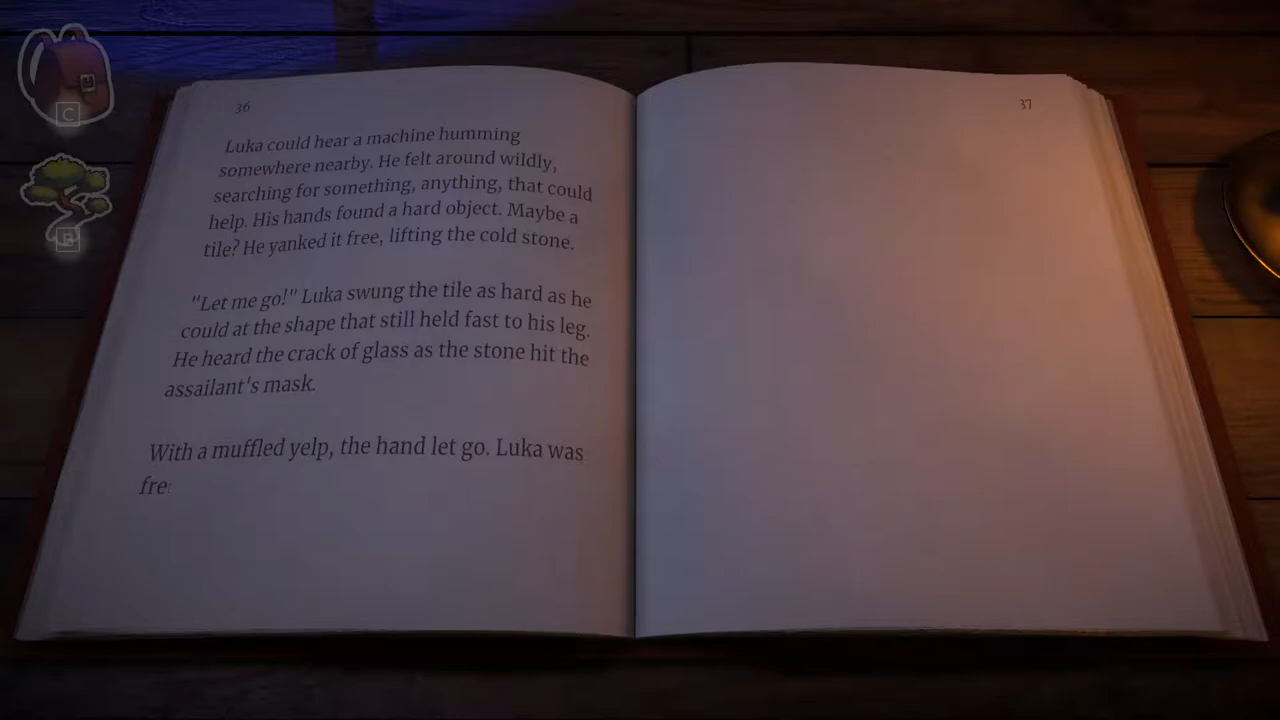 36
Luka could hear a machine humming
somewhere nearby. He felt around wildly,
searching for something, anything, that could
help. His hands found a hard object. Maybe a
tile? He yanked it free, lifting the cold stone.
"Let me go!" Luka swung the tile as hard as he
could at the shape that still held fast to his leg.
He heard the crack of glass as the stone hit the
assailant's mask.
With a muffled yelp, the hand let go. Luka was
fre
37
C